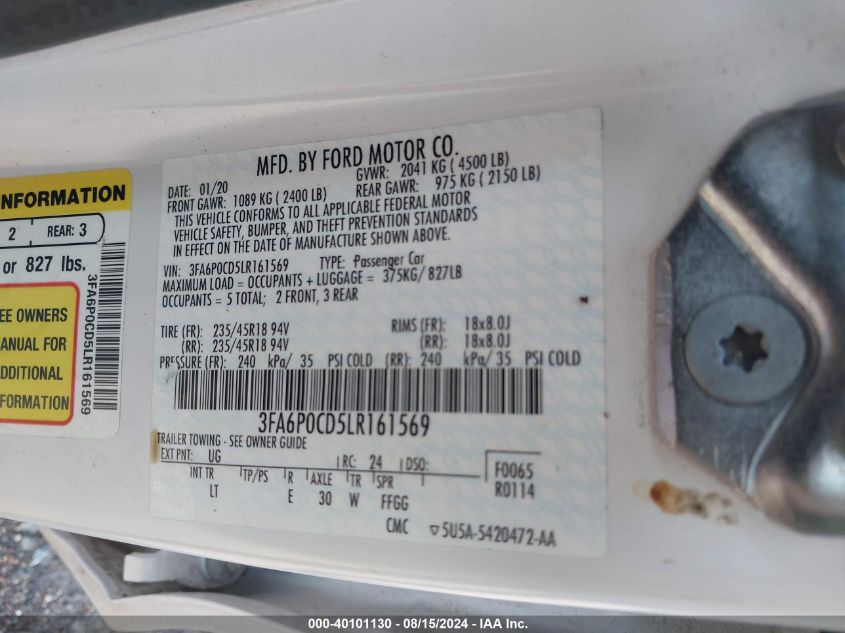 MFD. BY FORD MOTOR CO.
DATE: 01/20 GVWR: 2041 KG ( 4500 LB)
FRONT GAWR: 1089 KG ( 2400 LB) REAR GAWR: 975 KG ( 2150 LB)
THIS VEHICLE CONFORMS TO ALL APPLICABLE FEDERAL MOTOR
VEHICLE SAFETY, BUMPER, AND THEFT PREVENTION STANDARDS
IN EFFECT ON THE DATE OF MANUFACTURE SHOWN ABOVE.
VIN: 3FA6P0CD5LR161569 TYPE: Passenger Car
MAXIMUM LOAD = OCCUPANTS + LUGGAGE = 375KG/ 827LB
OCCUPANTS = 5 TOTAL; 2 FRONT, 3 REAR
TIRE (FR): 235/45R18 94V RIMS (FR): 18x8.0J
(RR): 235/45R18 94V (RR): 18x8.0J
PRESSURE (FR): 240 kPa/ 35 PSI COLD (RR): 240 kPa/ 35 PSI COLD
3FA6P0CD5LR161569
TRAILER TOWING - SEE OWNER GUIDE
EXT PNT: UG RC: 24 DSO: F0065
INT TR TP/PS R AXLE TR SPR R0114
LT E 30 W FFGG
CMC 5U5A-5420472-AA
INFORMATION
2 REAR: 3
or 827 lbs.
SEE OWNERS
MANUAL FOR
ADDITIONAL
INFORMATION
3FA6P0CD5LR161569
000-40101130 - 08/15/2024 - IAA Inc.